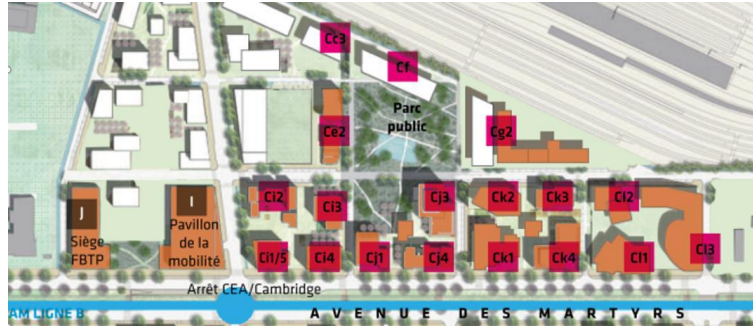 Cc3
Cf
Parc
public
Ce2
Cg2
J
I
Siège
FBTP
Pavillon
de la
mobilité
Ci2
Ci3
Cj3
Ck2
Ck3
Cl2
Ci1/5
Ci4
Cj1
Cj4
Ck1
Ck4
Cl1
Cl3
Arrêt CEA/Cambridge
AM LIGNE B
AVENUE DES MARTYRS